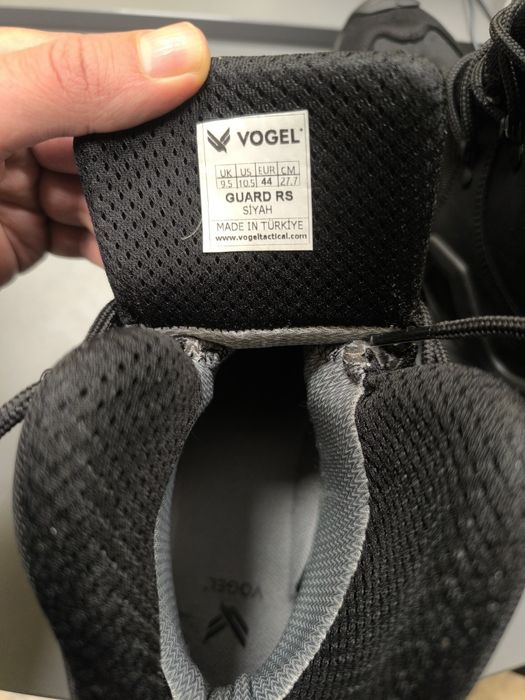 VOGEL
UK US EUR CM
9.5 10.5 44 27.7
GUARD RS
SİYAH
MADE IN TÜRKİYE
www.vogeltactical.com
VOGEL